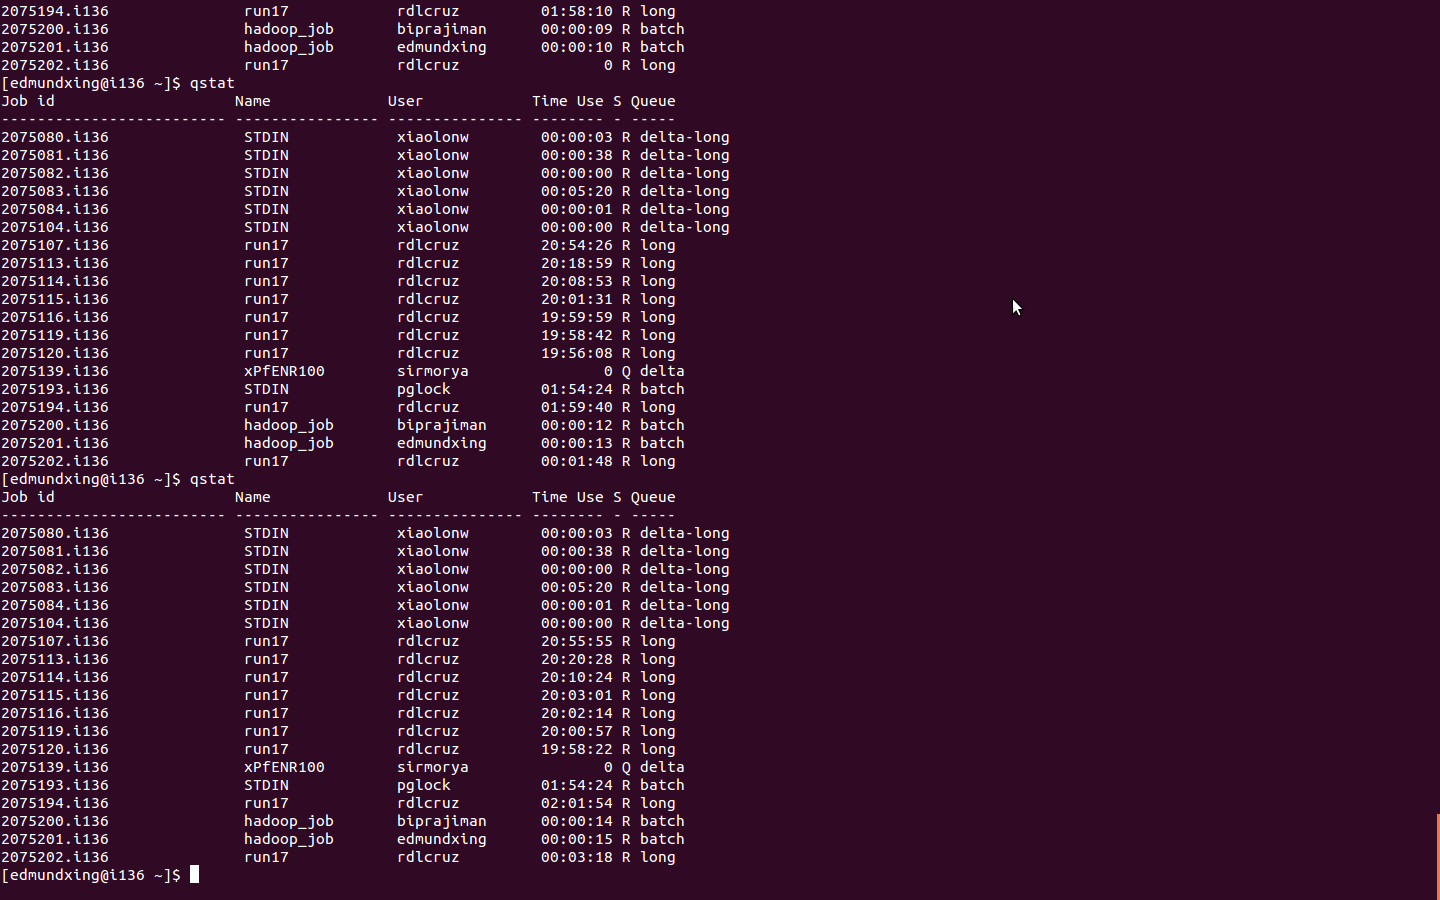 2075194.i136               run17            rdlcruz         01:58:10 R long
2075200.i136               hadoop_job       biprajiman      00:00:09 R batch
2075201.i136               hadoop_job       edmundxing      00:00:10 R batch
2075202.i136               run17            rdlcruz                0 R long
[edmundxing@i136 ~]$ qstat
Job id                    Name             User            Time Use S Queue
------------------------- ---------------- --------------- -------- - -----
2075080.i136               STDIN            xiaolonw        00:00:03 R delta-long
2075081.i136               STDIN            xiaolonw        00:00:38 R delta-long
2075082.i136               STDIN            xiaolonw        00:00:00 R delta-long
2075083.i136               STDIN            xiaolonw        00:05:20 R delta-long
2075084.i136               STDIN            xiaolonw        00:00:01 R delta-long
2075104.i136               STDIN            xiaolonw        00:00:00 R delta-long
2075107.i136               run17            rdlcruz         20:54:26 R long
2075113.i136               run17            rdlcruz         20:18:59 R long
2075114.i136               run17            rdlcruz         20:08:53 R long
2075115.i136               run17            rdlcruz         20:01:31 R long
2075116.i136               run17            rdlcruz         19:59:59 R long
2075119.i136               run17            rdlcruz         19:58:42 R long
2075120.i136               run17            rdlcruz         19:56:08 R long
2075139.i136               xPfENR100        sirmorya               0 Q delta
2075193.i136               STDIN            pglock          01:54:24 R batch
2075194.i136               run17            rdlcruz         01:59:40 R long
2075200.i136               hadoop_job       biprajiman      00:00:12 R batch
2075201.i136               hadoop_job       edmundxing      00:00:13 R batch
2075202.i136               run17            rdlcruz         00:01:48 R long
[edmundxing@i136 ~]$ qstat
Job id                    Name             User            Time Use S Queue
------------------------- ---------------- --------------- -------- - -----
2075080.i136               STDIN            xiaolonw        00:00:03 R delta-long
2075081.i136               STDIN            xiaolonw        00:00:38 R delta-long
2075082.i136               STDIN            xiaolonw        00:00:00 R delta-long
2075083.i136               STDIN            xiaolonw        00:05:20 R delta-long
2075084.i136               STDIN            xiaolonw        00:00:01 R delta-long
2075104.i136               STDIN            xiaolonw        00:00:00 R delta-long
2075107.i136               run17            rdlcruz         20:55:55 R long
2075113.i136               run17            rdlcruz         20:20:28 R long
2075114.i136               run17            rdlcruz         20:10:24 R long
2075115.i136               run17            rdlcruz         20:03:01 R long
2075116.i136               run17            rdlcruz         20:02:14 R long
2075119.i136               run17            rdlcruz         20:00:57 R long
2075120.i136               run17            rdlcruz         19:58:22 R long
2075139.i136               xPfENR100        sirmorya               0 Q delta
2075193.i136               STDIN            pglock          01:54:24 R batch
2075194.i136               run17            rdlcruz         02:01:54 R long
2075200.i136               hadoop_job       biprajiman      00:00:14 R batch
2075201.i136               hadoop_job       edmundxing      00:00:15 R batch
2075202.i136               run17            rdlcruz         00:03:18 R long
[edmundxing@i136 ~]$